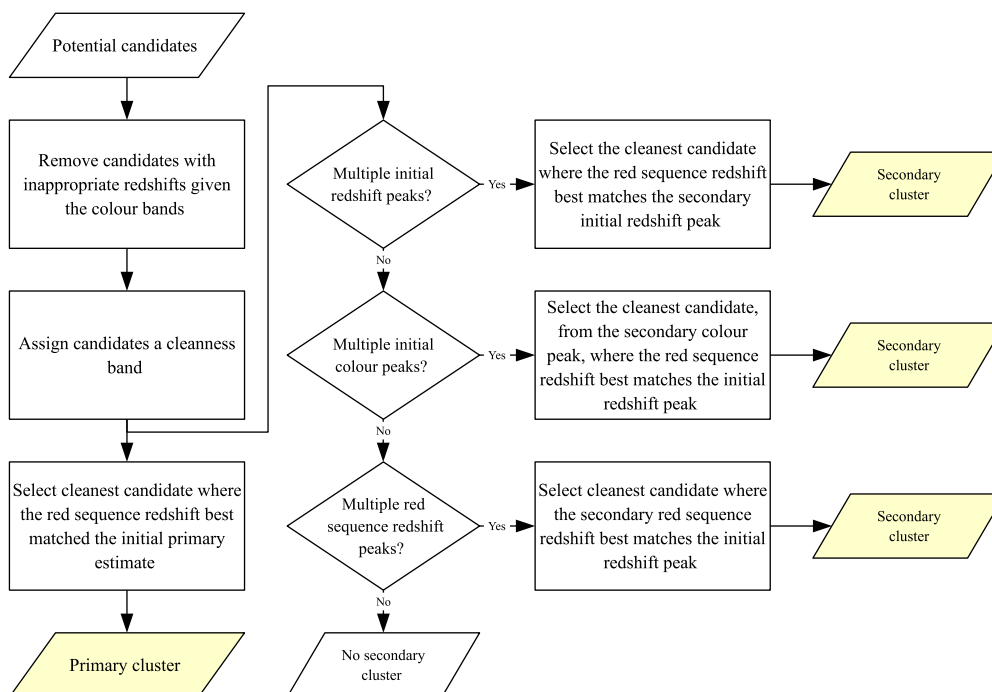 Potential candidates
Remove candidates with
inappropriate redshifts given
the colour bands
Assign candidates a cleanness
band
Select cleanest candidate where
the red sequence redshift best
matched the initial primary
estimate
Primary cluster
Multiple initial
redshift peaks?
Yes
Select the cleanest candidate
where the red sequence redshift
best matches the secondary
initial redshift peak
Secondary
cluster
No
Multiple initial
colour peaks?
Yes
Select the cleanest candidate,
from the secondary colour
peak, where the red sequence
redshift best matches the initial
redshift peak
Secondary
cluster
No
Multiple red
sequence redshift
peaks?
Yes
Select cleanest candidate where
the secondary red sequence
redshift best matches the initial
redshift peak
Secondary
cluster
No
No secondary
cluster